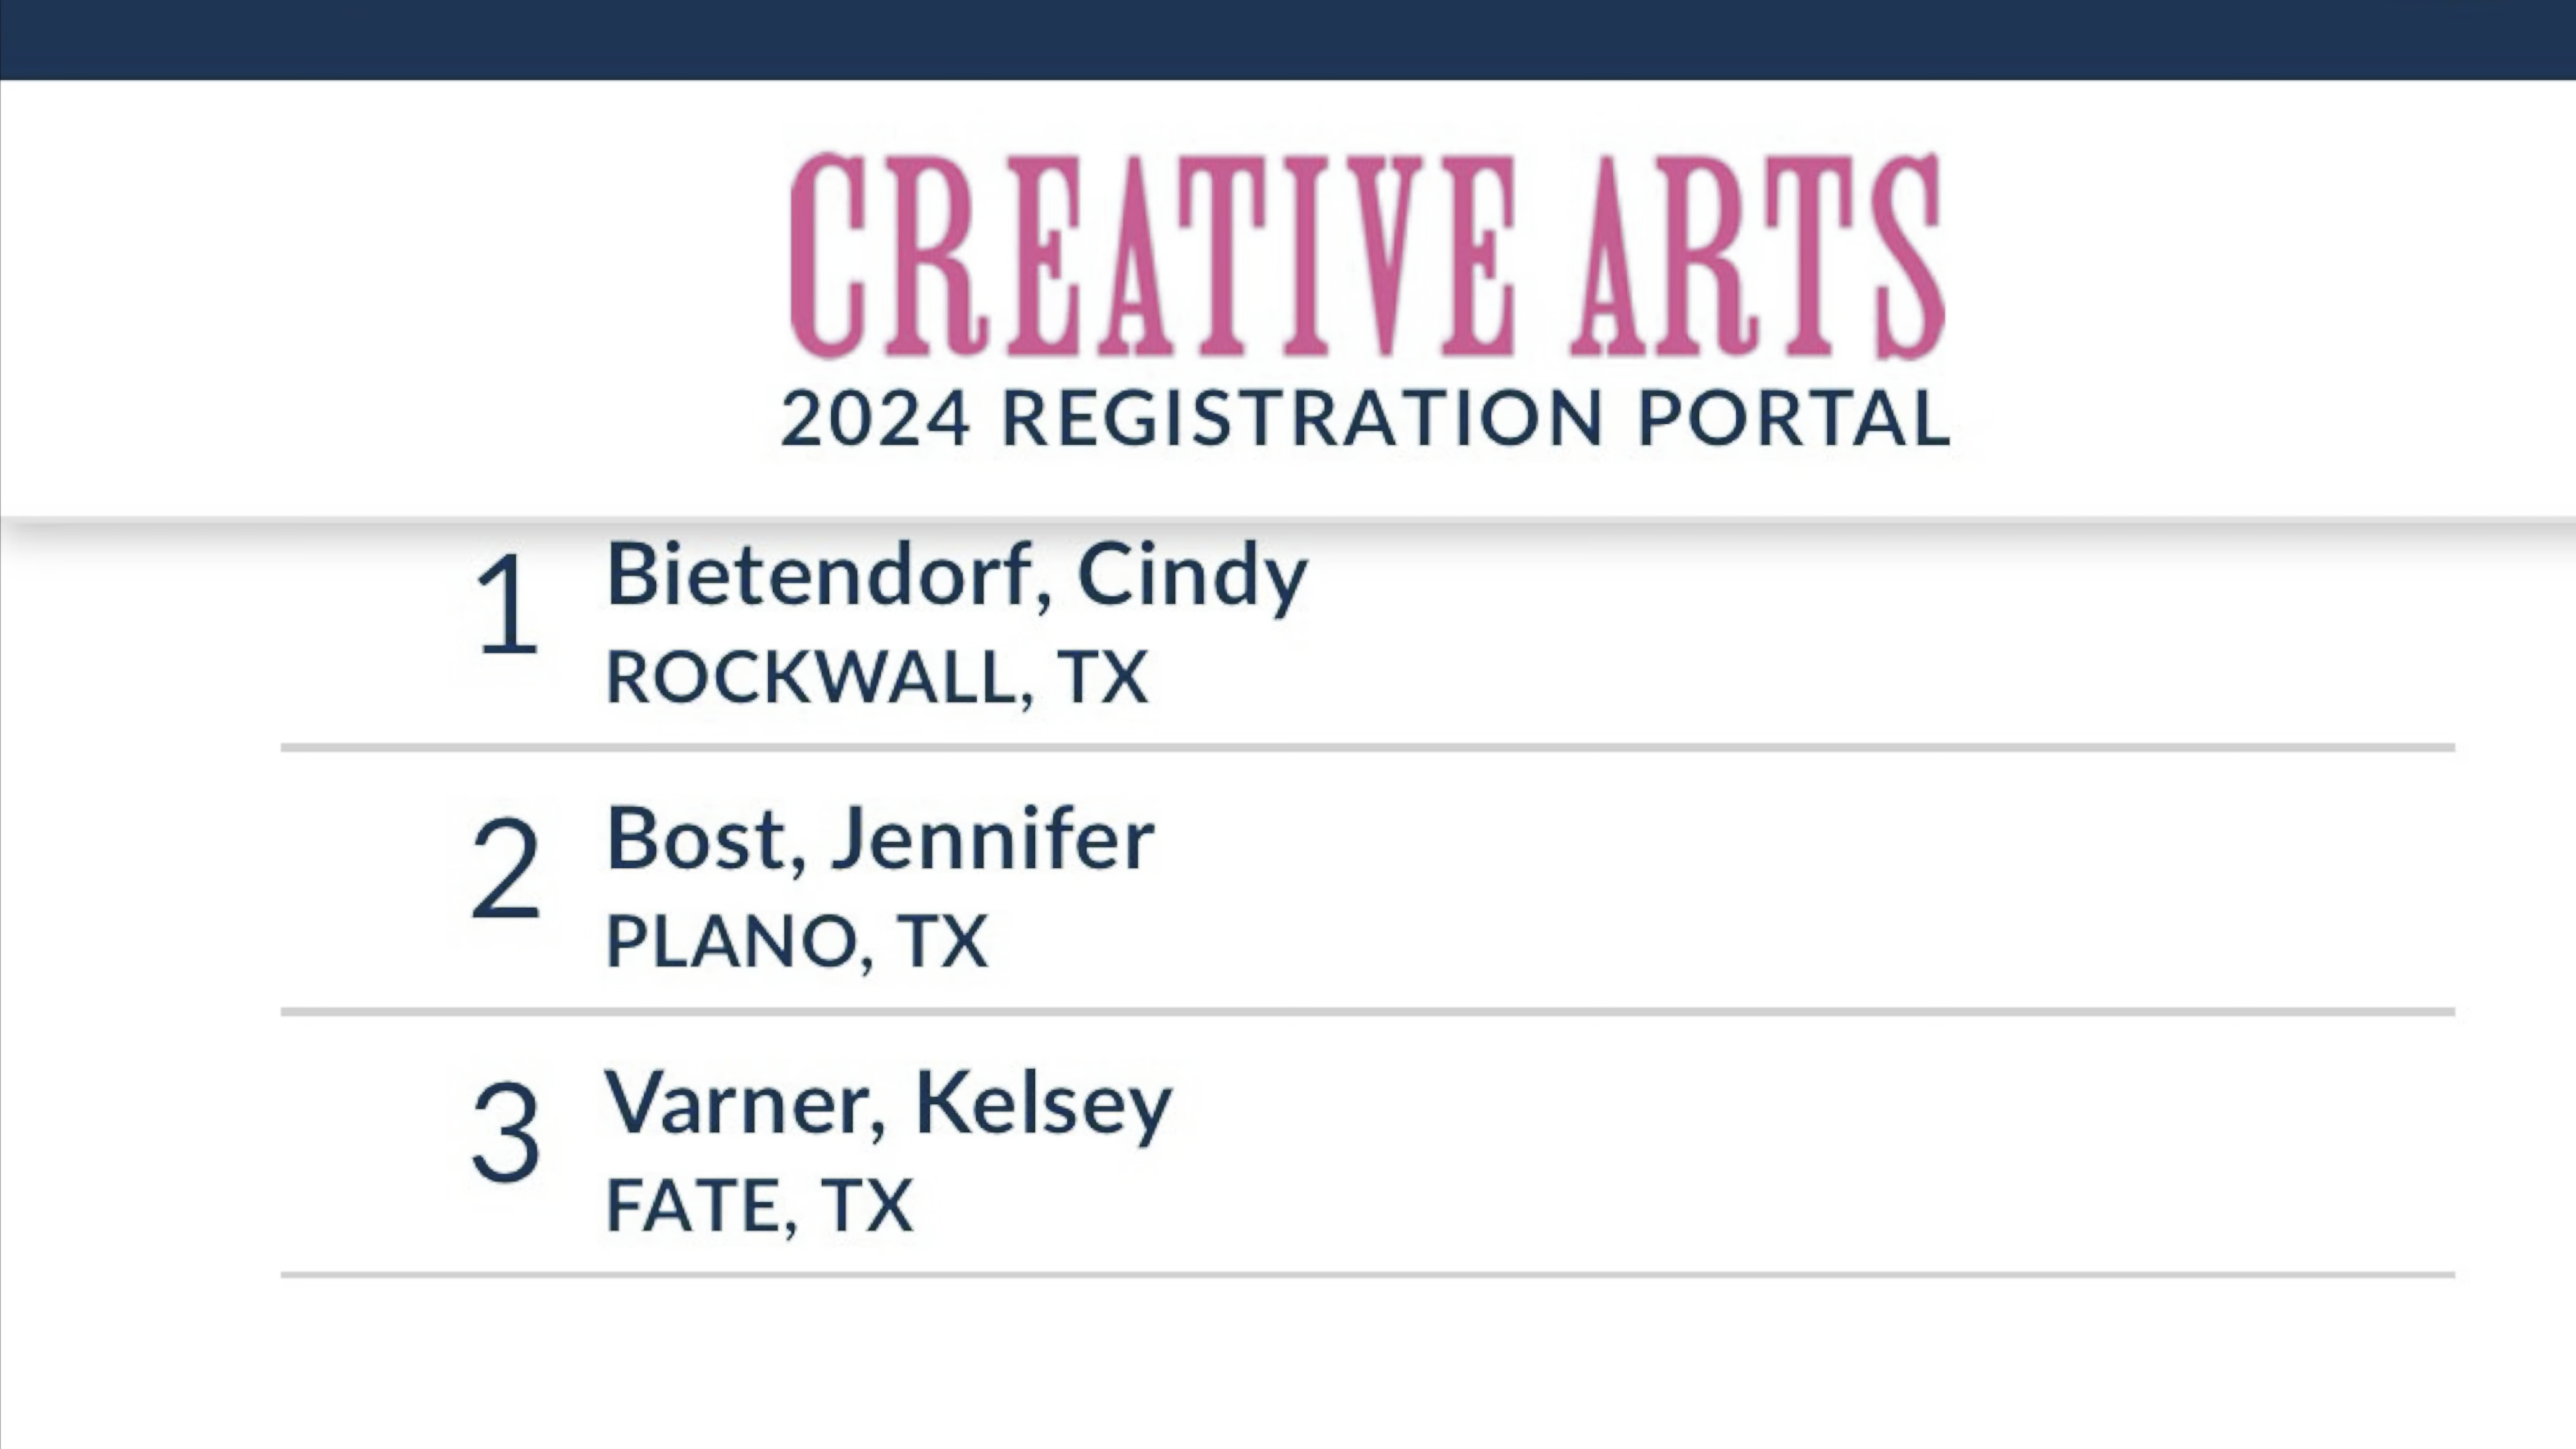 CREATIVE ARTS
2024 REGISTRATION PORTAL
1 Bietendorf, Cindy
ROCKWALL, TX
2 Bost, Jennifer
PLANO, TX
3 Varner, Kelsey
FATE, TX